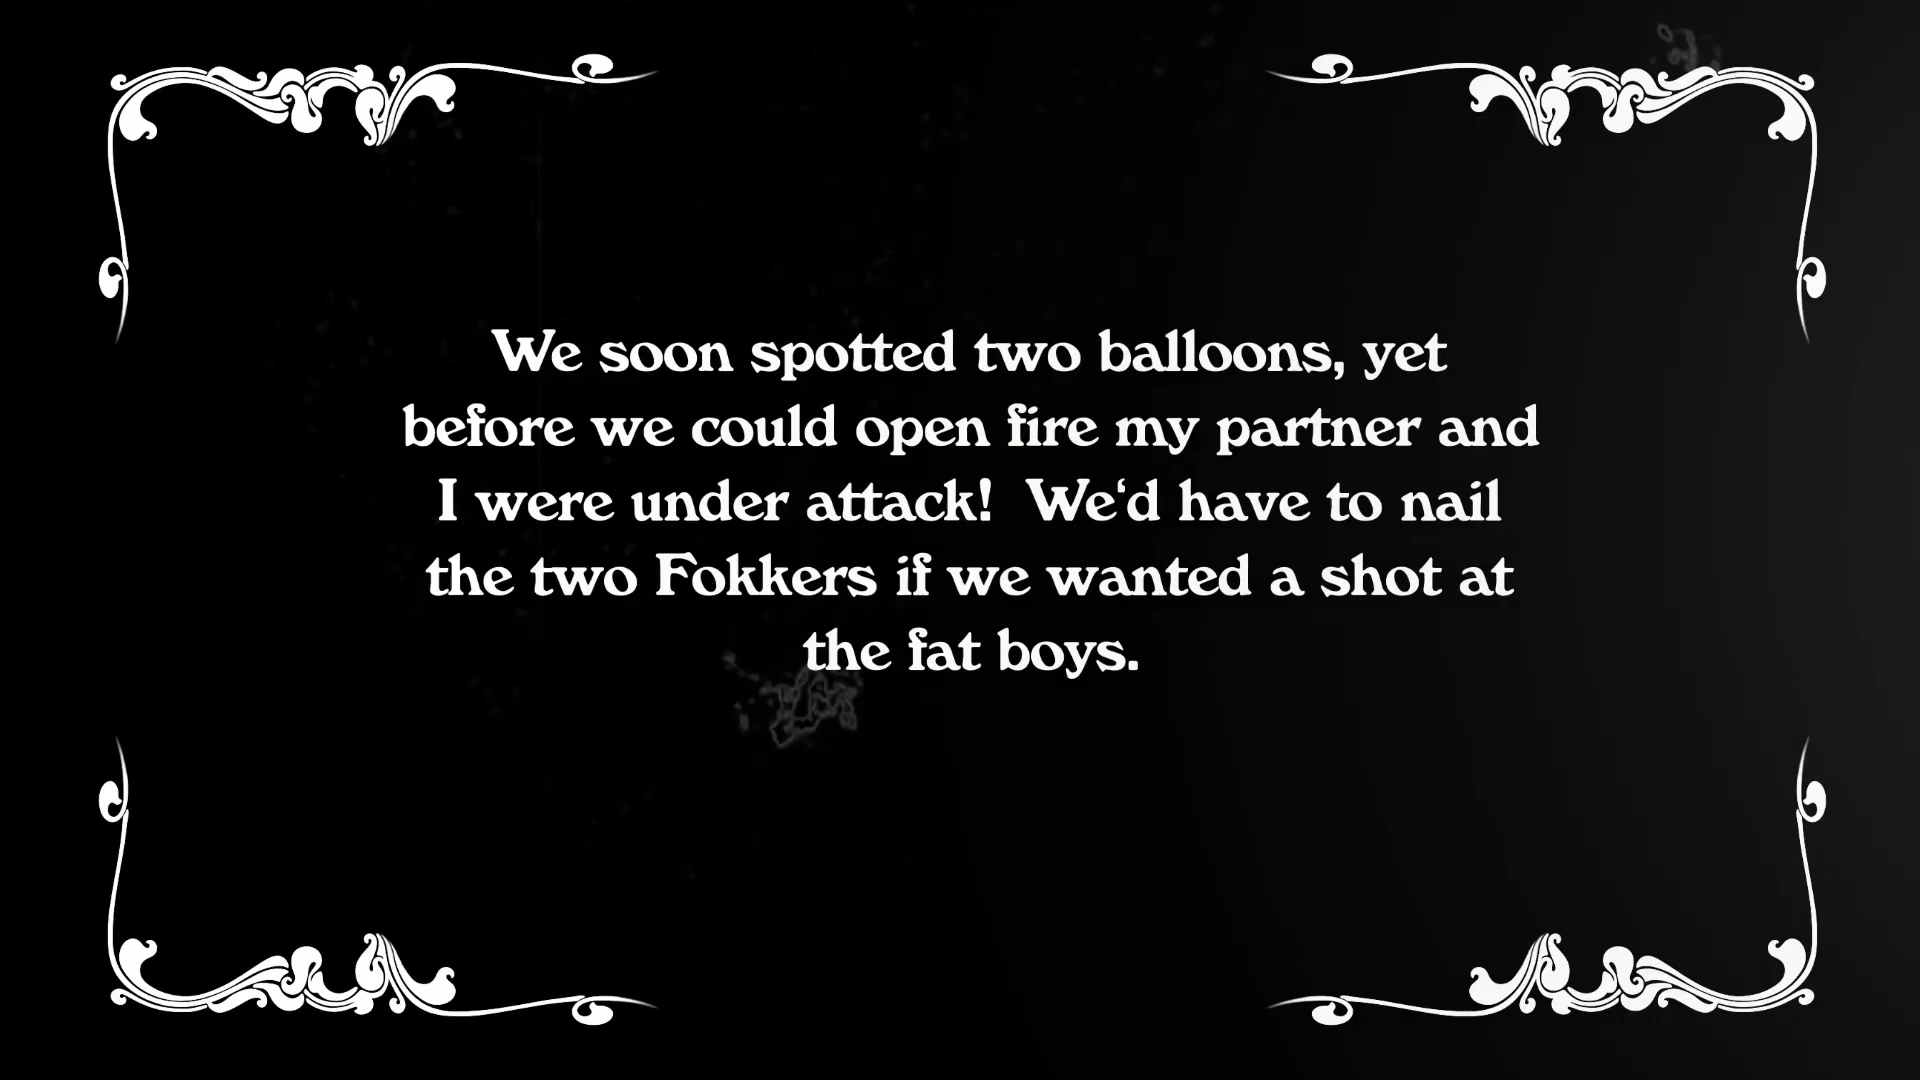 We soon spotted two balloons, yet
before we could open fire my partner and
I were under attack!  We‘d have to nail
the two Fokkers if we wanted a shot at
the fat boys.